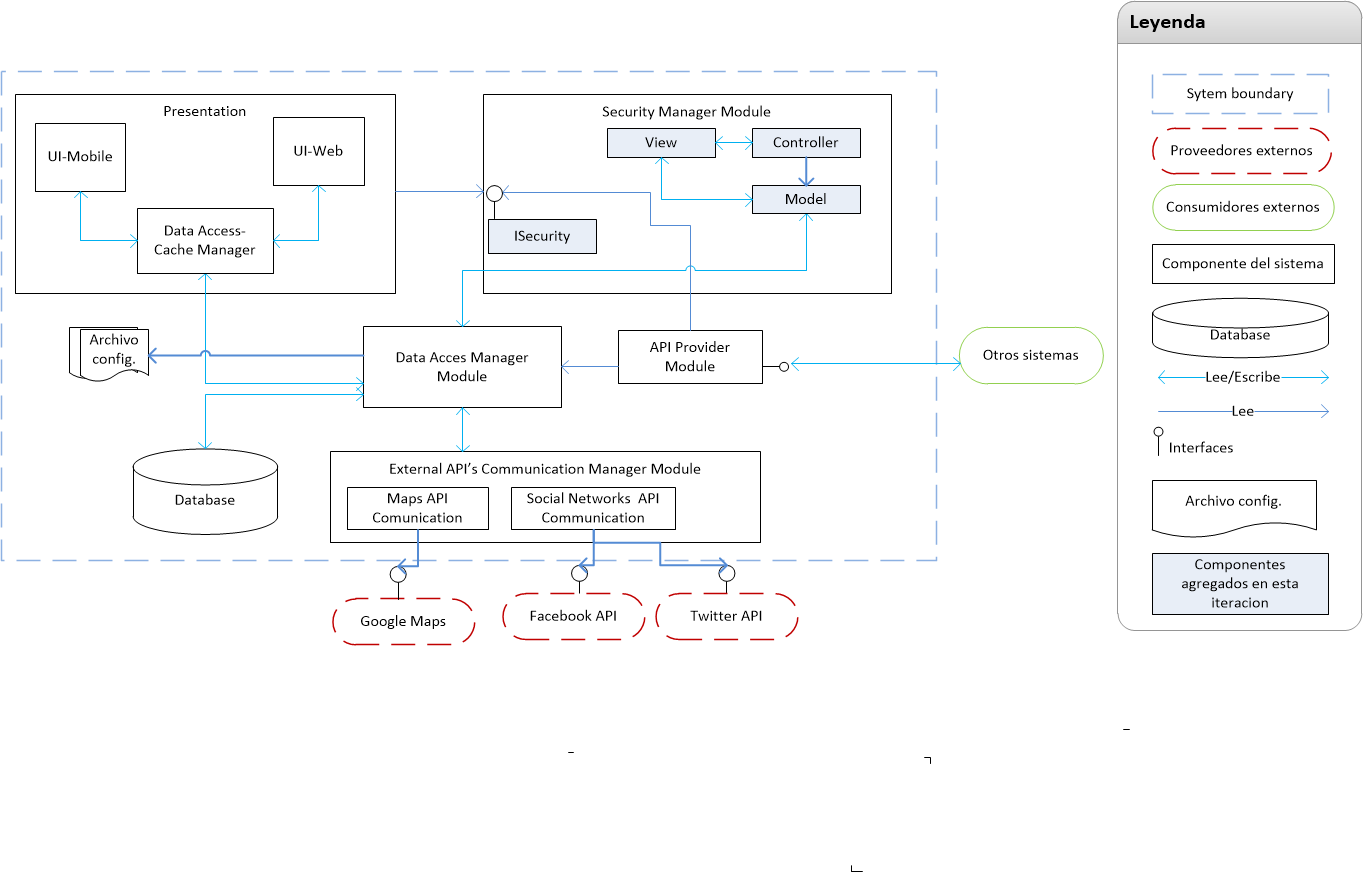 Leyenda
Presentation
UI-Mobile
UI-Web
Data Access-
Cache Manager
Security Manager Module
View
Controller
Model
ISecurity
Archivo
config.
Data Acces Manager
Module
API Provider
Module
Otros sistemas
Database
External API's Communication Manager Module
Maps API
Comunication
Social Networks API
Communication
Google Maps
Facebook API
Twitter API
Sytem boundary
Proveedores externos
Consumidores externos
Componente del sistema
Database
Lee/Escribe
Lee
Interfaces
Archivo config.
Componentes
agregados en esta
iteracion